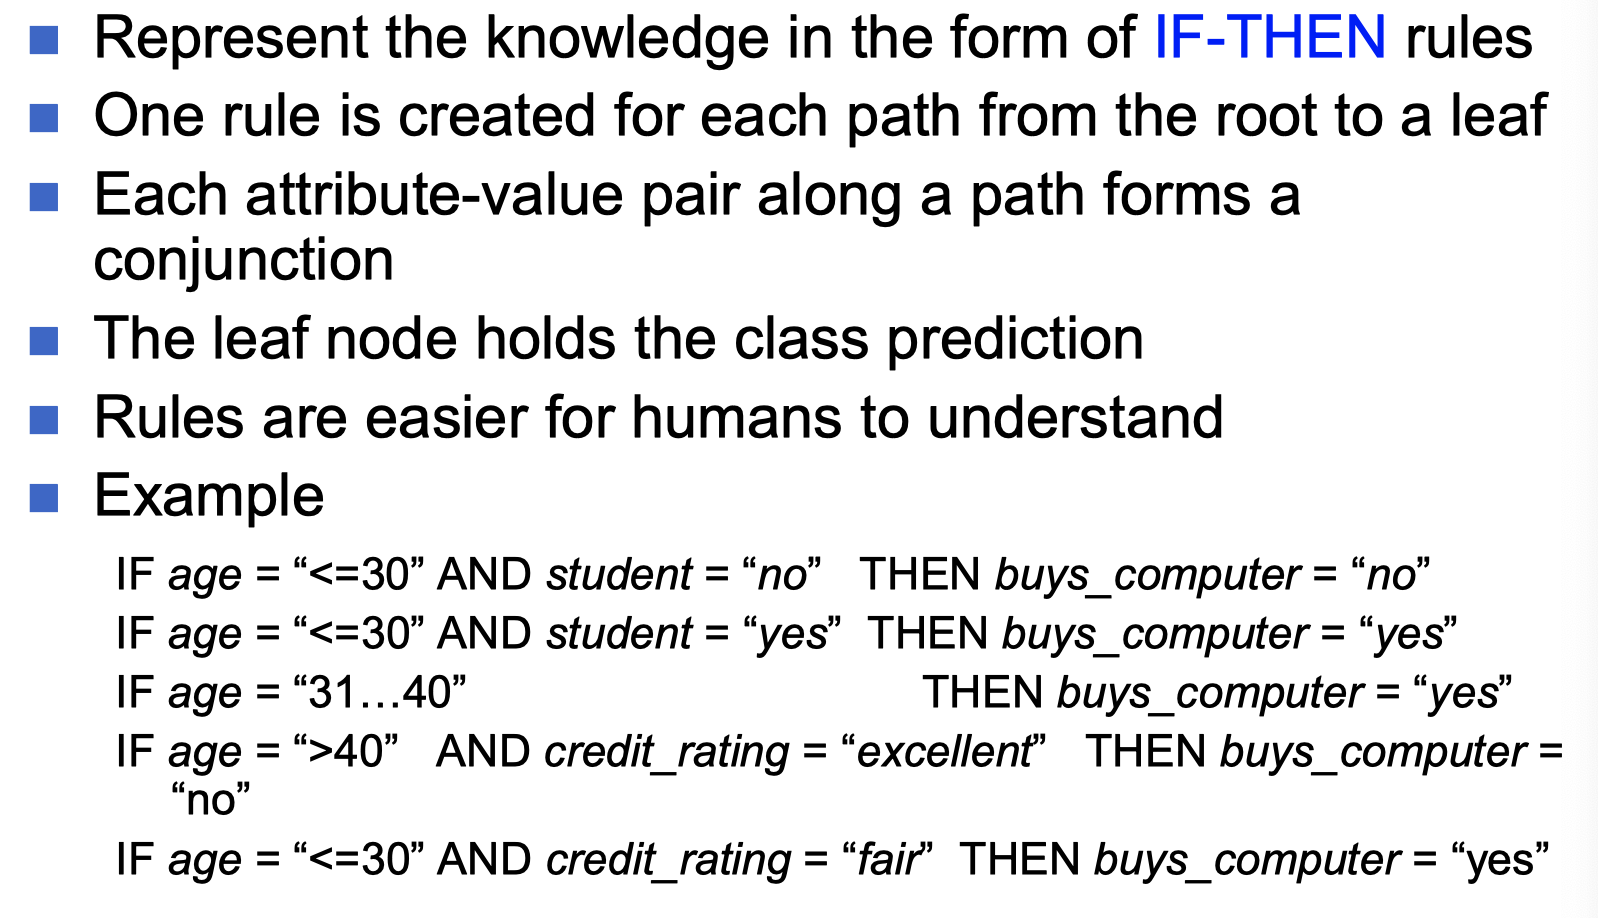 Represent the knowledge in the form of IF-THEN rules
One rule is created for each path from the root to a leaf
Each attribute-value pair along a path forms a
conjunction
The leaf node holds the class prediction
Rules are easier for humans to understand
Example
IF age = “<=30” AND student = “no” THEN buys_computer = “no”
IF age = “<=30” AND student = “yes” THEN buys_computer = “yes”
IF age = “31…40” THEN buys_computer = “yes”
IF age = “>40” AND credit_rating = “excellent” THEN buys_computer =
“no”
IF age = “<=30” AND credit_rating = “fair” THEN buys_computer = “yes”